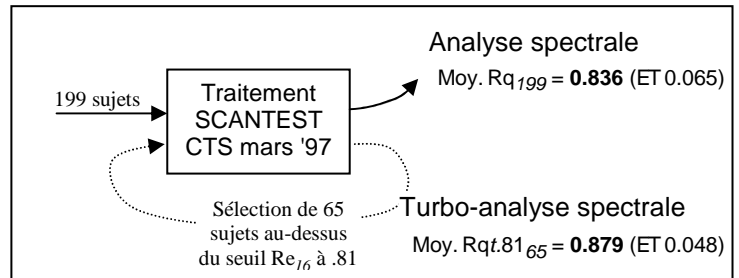 Analyse spectrale
Moy. Rq199 = 0.836 (ET 0.065)
199 sujets
Traitement
SCANTEST
CTS mars '97
Sélection de 65
sujets au-dessus
du seuil Re16 à .81
Turbo-analyse spectrale
Moy. Rqt.8165 = 0.879 (ET 0.048)